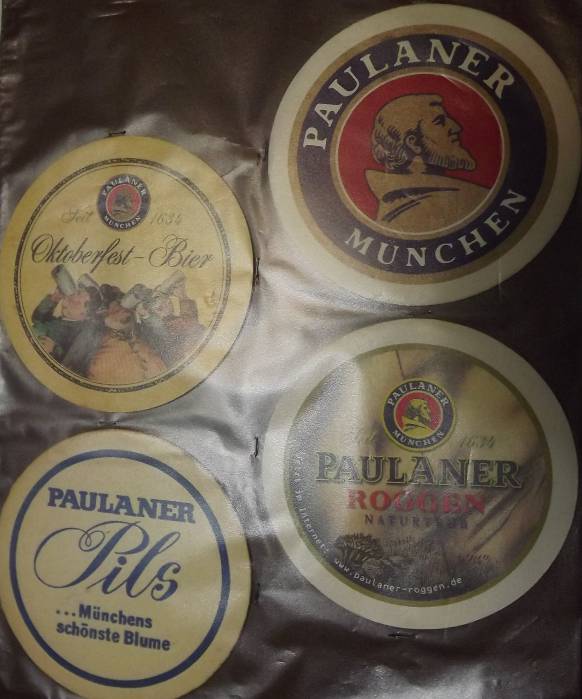 PAULANER
MÜNCHEN
PAULANER
MÜNCHEN
Seit 1634
Oktoberfest-Bier
PAULANER
MÜNCHEN
Seit 1634
PAULANER
ROGGEN
NATURTRÜB
Internet: www.paulaner-roggen.de
PAULANER
Pils
...Münchens
schönste Blume